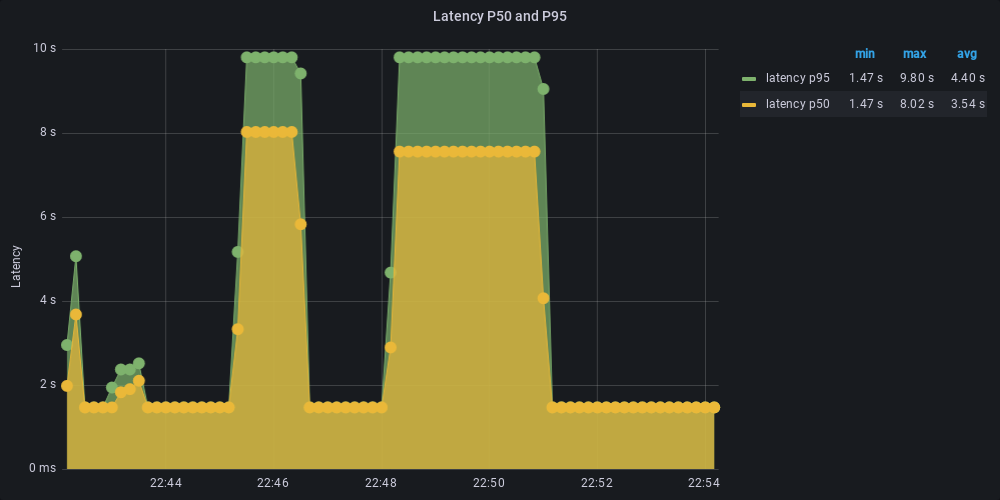 Latency P50 and P95
10 s
8 s
6 s
4 s
2 s
0 ms
Latency
22:44 22:46 22:48 22:50 22:52 22:54
min max avg
latency p95 1.47 s 9.80 s 4.40 s
latency p50 1.47 s 8.02 s 3.54 s